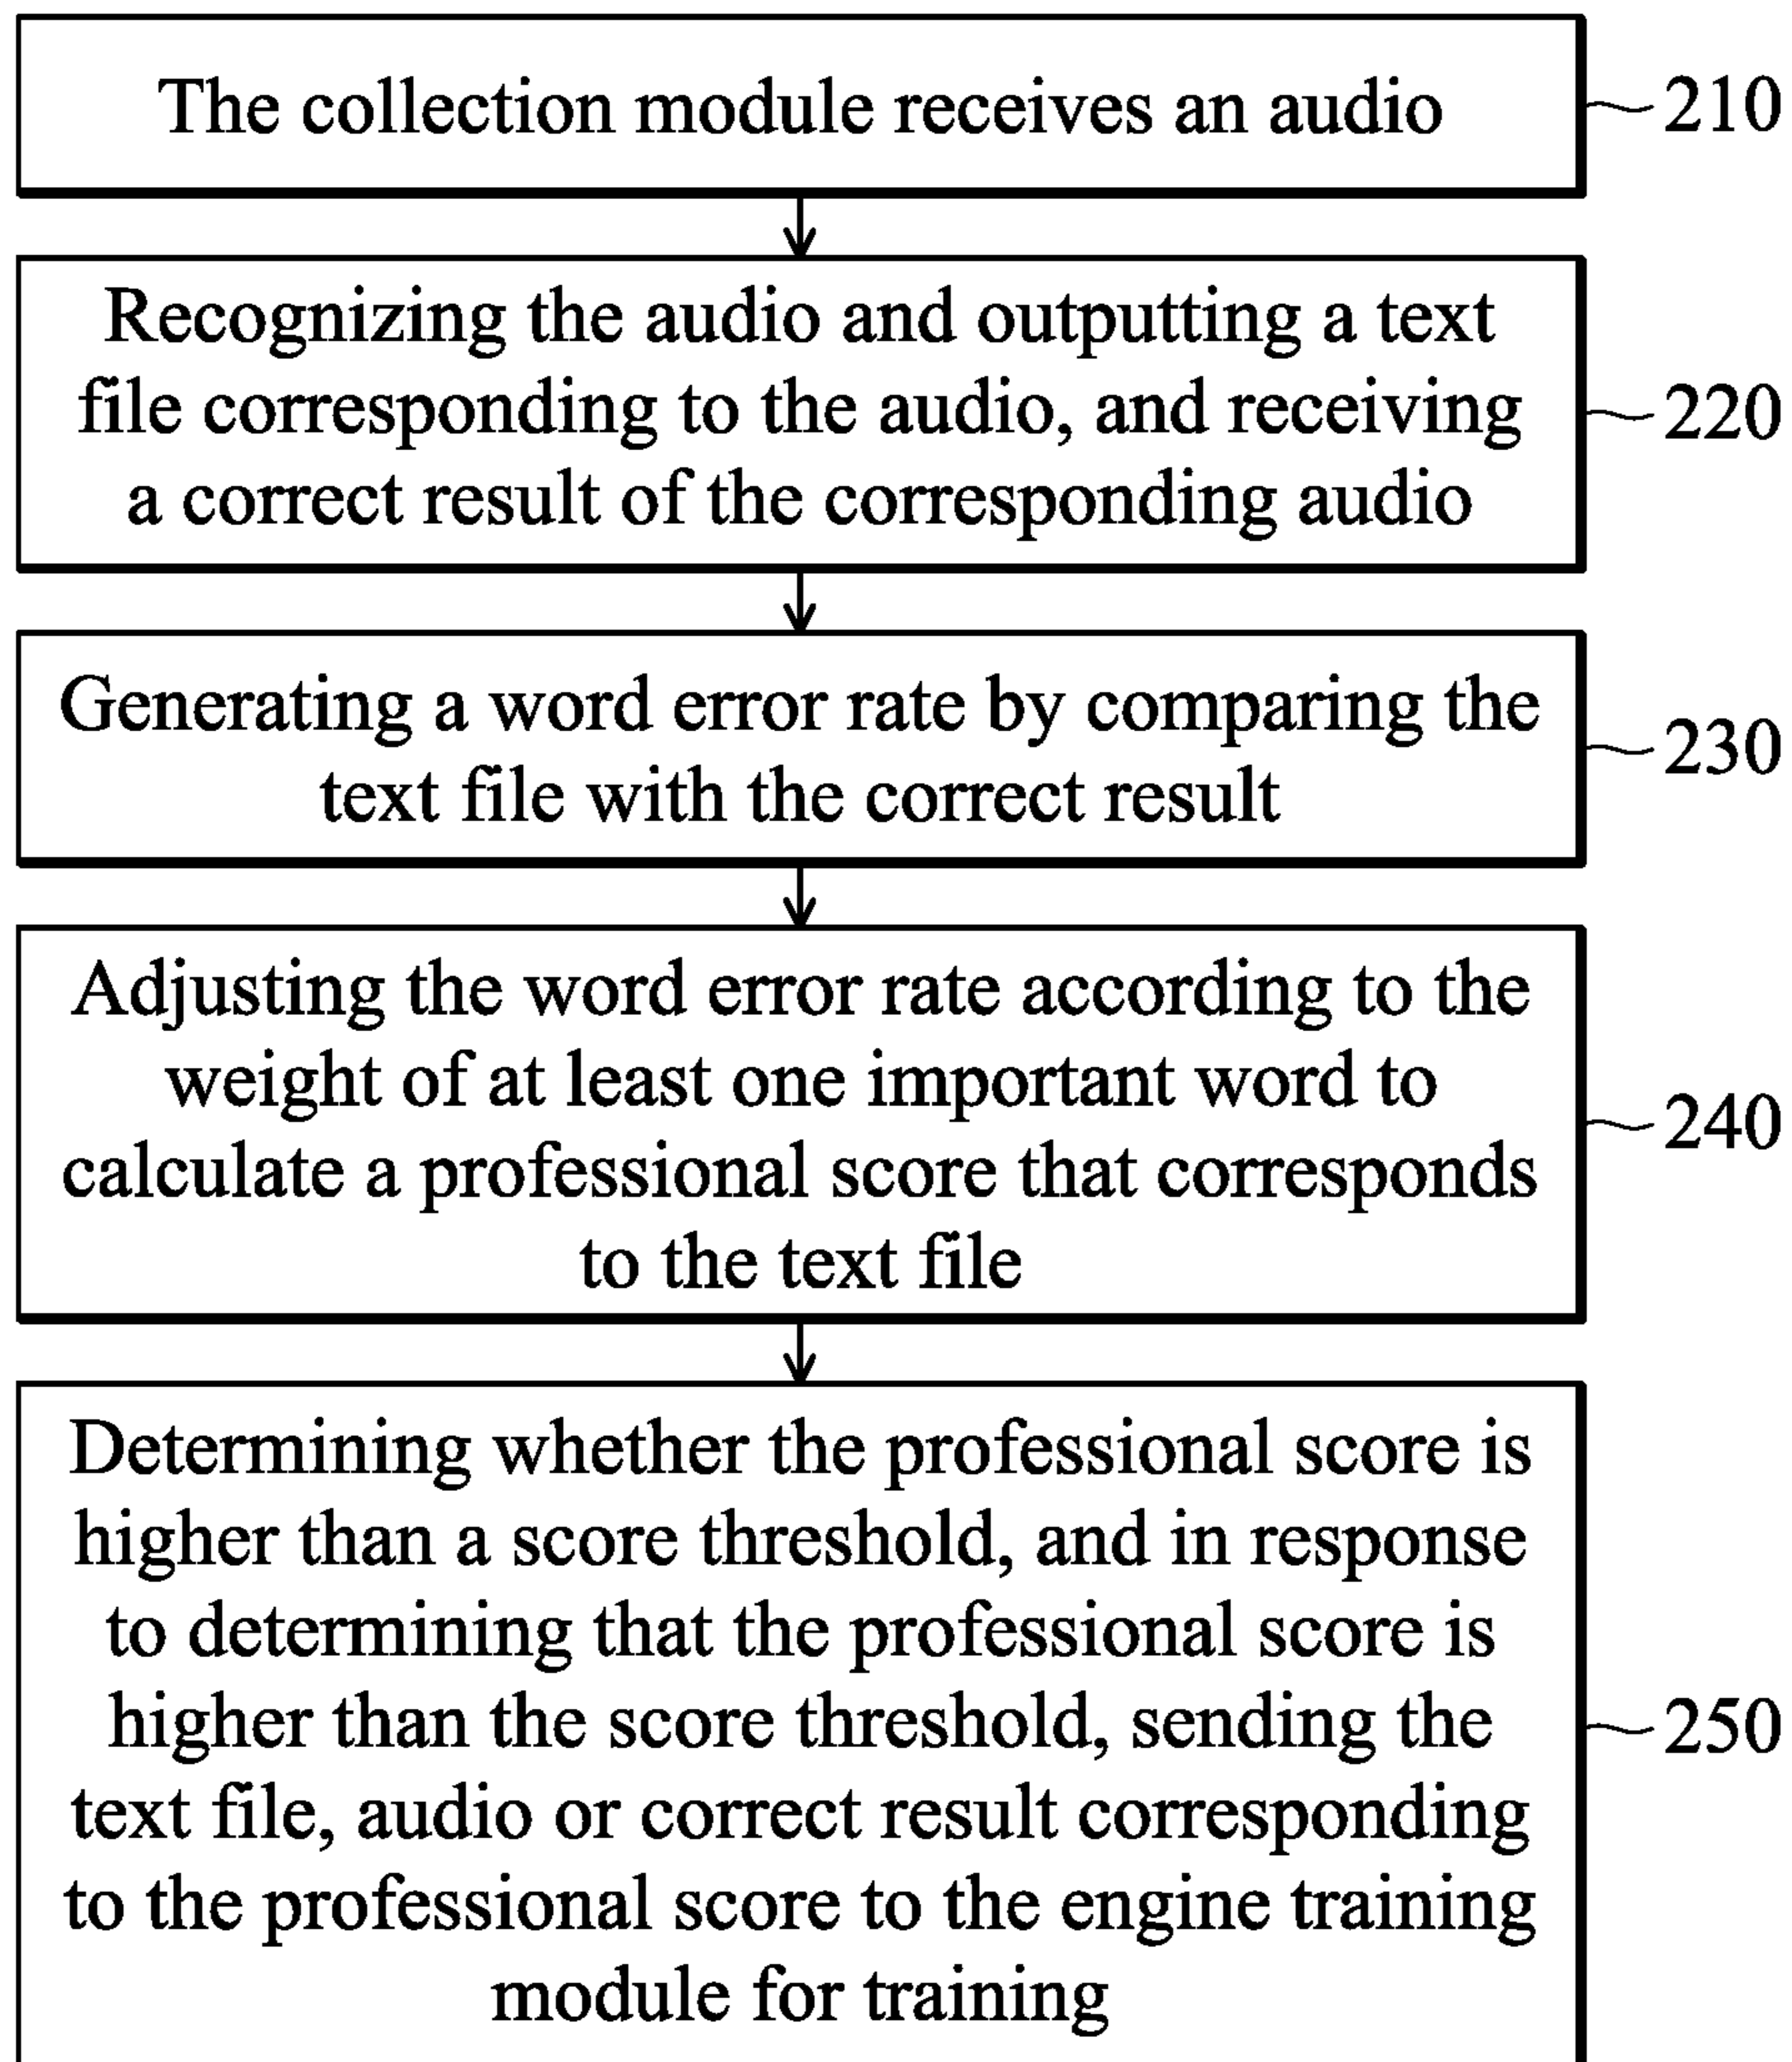 The collection module receives an audio
210
Recognizing the audio and outputting a text
file corresponding to the audio, and receiving
a correct result of the corresponding audio
220
Generating a word error rate by comparing the
text file with the correct result
230
Adjusting the word error rate according to the
weight of at least one important word to
calculate a professional score that corresponds
to the text file
240
Determining whether the professional score is
higher than a score threshold, and in response
to determining that the professional score is
higher than the score threshold, sending the
text file, audio or correct result corresponding
to the professional score to the engine training
module for training
250